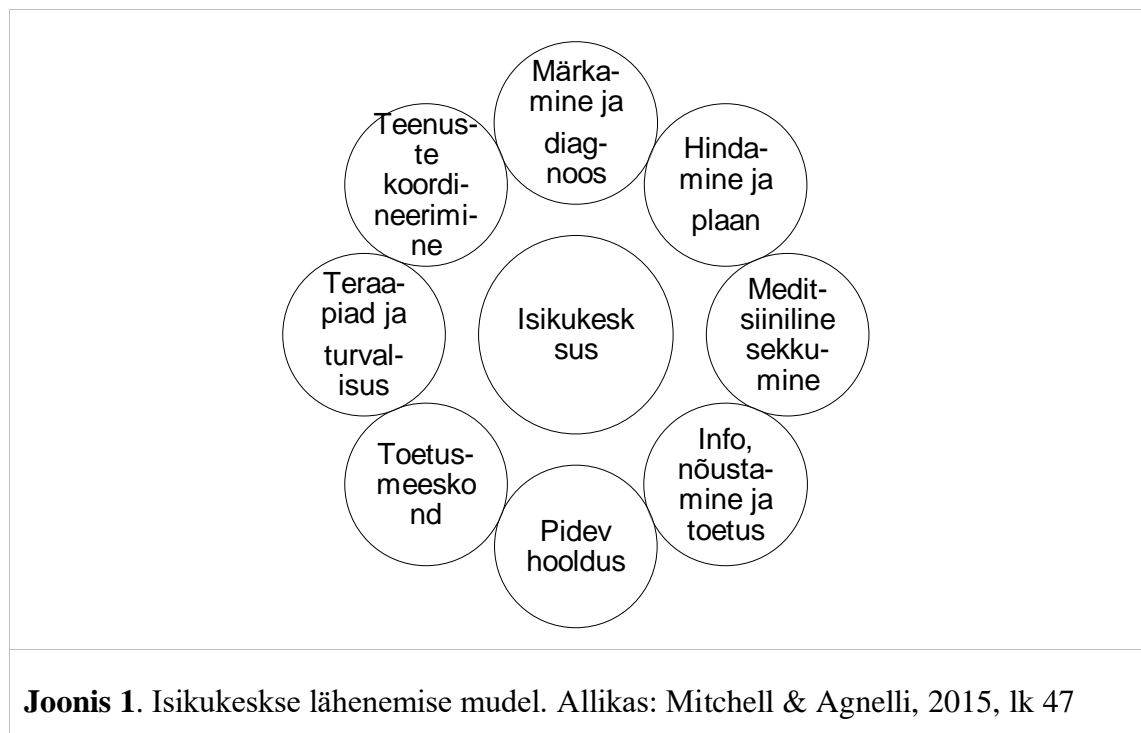 Märka-
mine ja
diag-
noos
Hinda-
mine ja
plaan
Medit-
siiniline
sekku-
mine
Info,
nõusta-
mine ja
toetus
Pidev
hooldus
Toetus-
meesko
nd
Teraa-
piad ja
turval-
isus
Teenus-
te
koordi-
neerimi-
ne
Isikukesk
sus
Joonis 1. Isikukeskse lähenemise mudel. Allikas: Mitchell & Agnelli, 2015, lk 47